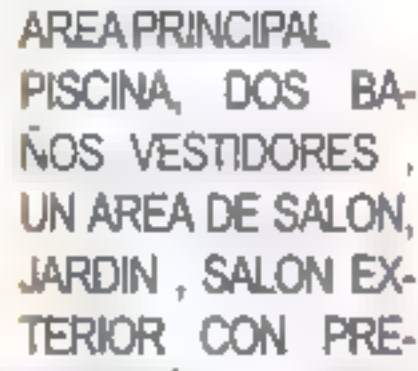 AREA PRINCIPAL
PISCINA, DOS BA-
ÑOS VESTIDORES ,
UN AREA DE SALON,
JARDIN , SALON EX-
TERIOR CON PRE-